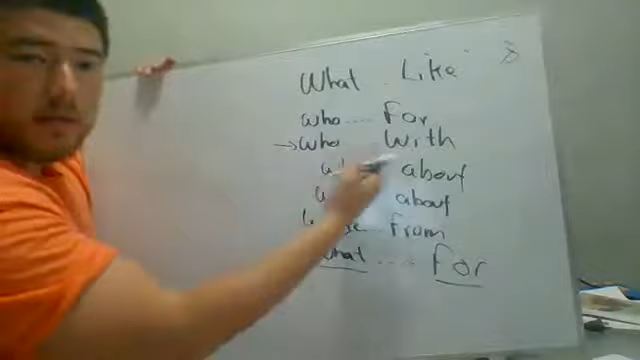 What .. Like
who .... For
→ who With
about
about
from
what .... For